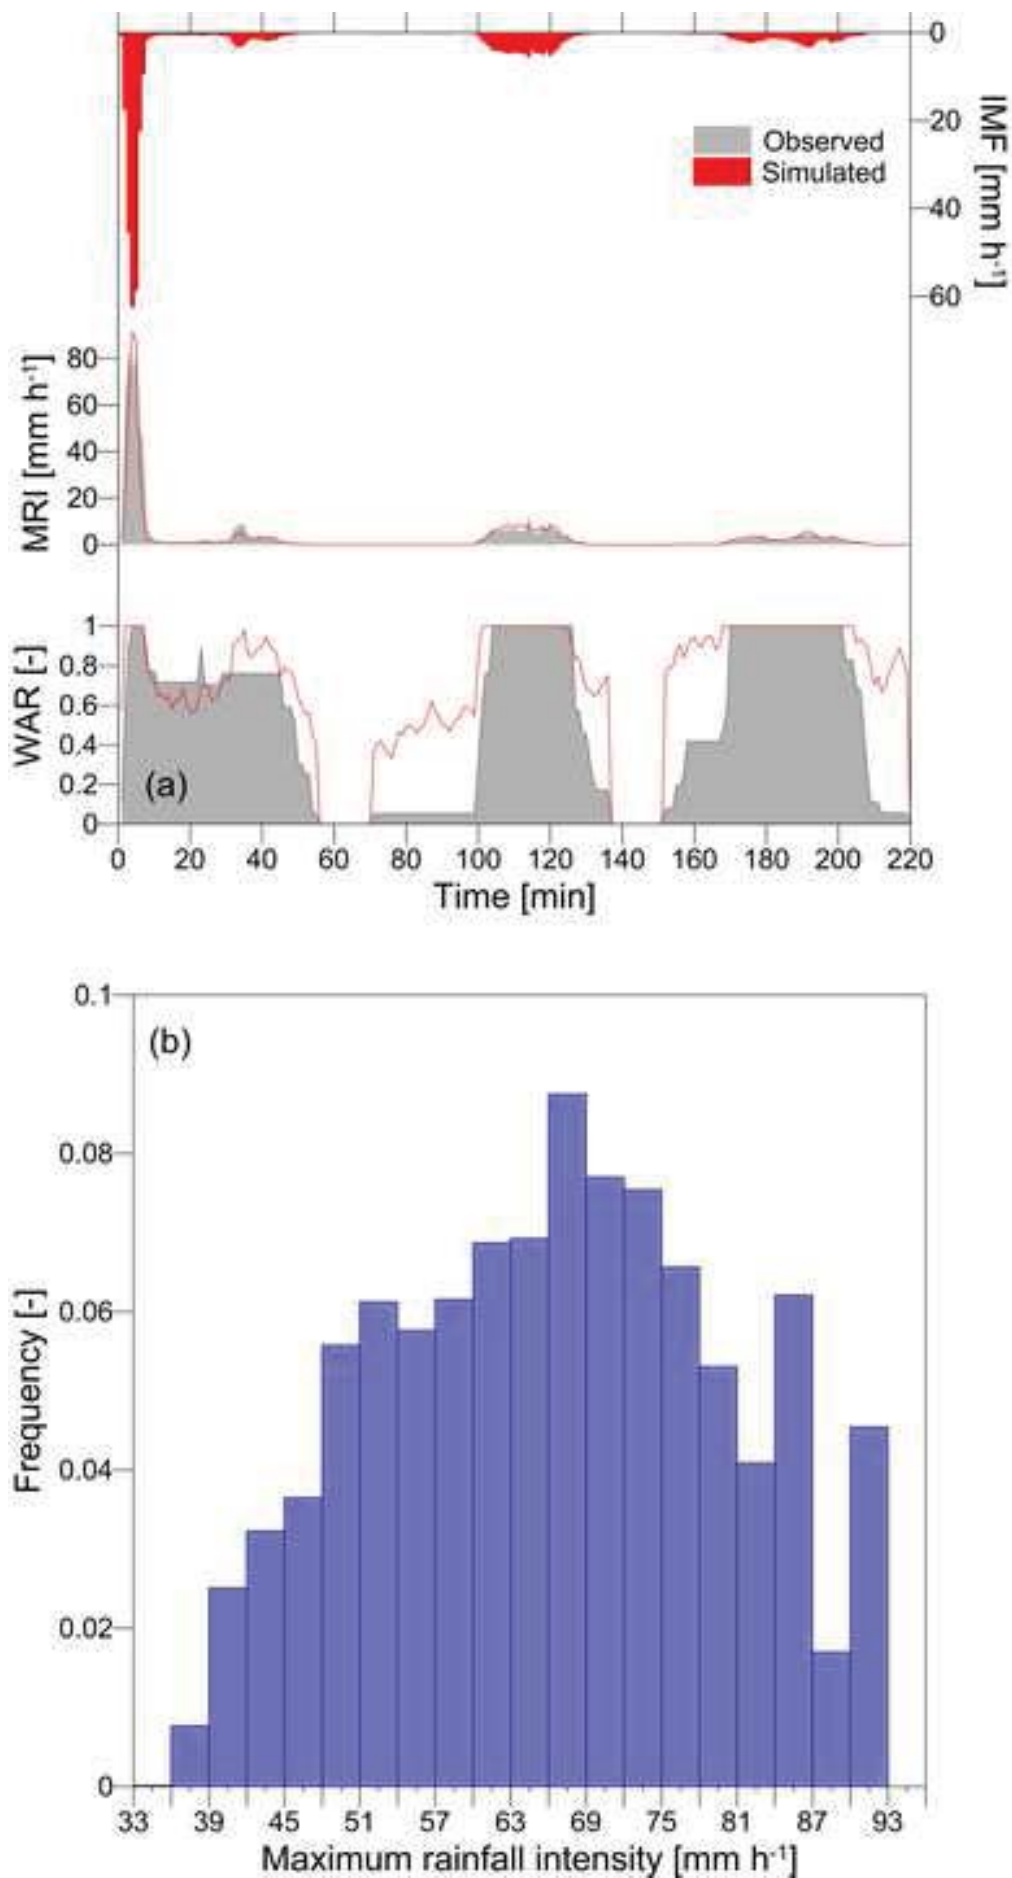 0
20
40
60
IMF [mm h-1]
Observed
Simulated
MRI [mm h-1]
80
60
40
20
0
WAR [-]
1
0.8
0.6
0.4
0.2
0
(a)
0 20 40 60 80 100 120 140 160 180 200 220
Time [min]
(b)
Frequency [-]
0.1
0.08
0.06
0.04
0.02
0
33 39 45 51 57 63 69 75 81 87 93
Maximum rainfall intensity [mm h-1]